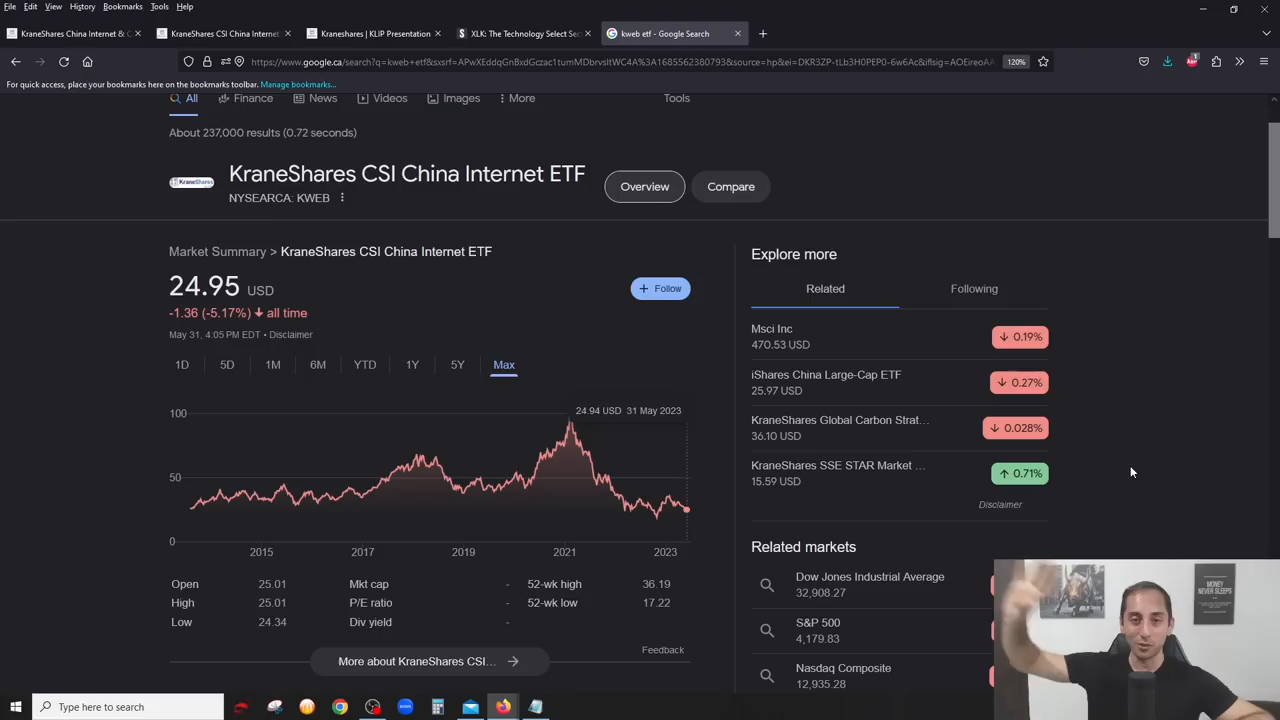 File Edit View History Bookmarks Tools Help
KraneShares China Internet & C
KraneShares CSI China Internet
Kraneshares | KLIP Presentation
XLK: The Technology Select Sec
kweb etf - Google Search
120%
For quick access, place your bookmarks here on the bookmarks toolbar. Manage bookmarks...
All Finance News Videos Images More Tools
About 237,000 results (0.72 seconds)
KraneShares
KraneShares CSI China Internet ETF
NYSEARCA: KWEB
Overview
Compare
Market Summary > KraneShares CSI China Internet ETF
24.95 USD
-1.36 (-5.17%) ↓ all time
May 31, 4:05 PM EDT • Disclaimer
+ Follow
1D 5D 1M 6M YTD 1Y 5Y Max
24.94 USD 31 May 2023
100
50
0
2015 2017 2019 2021 2023
Open 25.01 Mkt cap - 52-wk high 36.19
High 25.01 P/E ratio - 52-wk low 17.22
Low 24.34 Div yield -
Feedback
More about KraneShares CSI... →
Explore more
Related Following
Msci Inc
470.53 USD
↓ 0.19%
iShares China Large-Cap ETF
25.97 USD
↓ 0.27%
KraneShares Global Carbon Strat...
36.10 USD
↓ 0.028%
KraneShares SSE STAR Market ...
15.59 USD
↑ 0.71%
Disclaimer
Related markets
Dow Jones Industrial Average
32,908.27
S&P 500
4,179.83
Nasdaq Composite
12,935.28
MONEY
NEVER SLEEPS
Type here to search